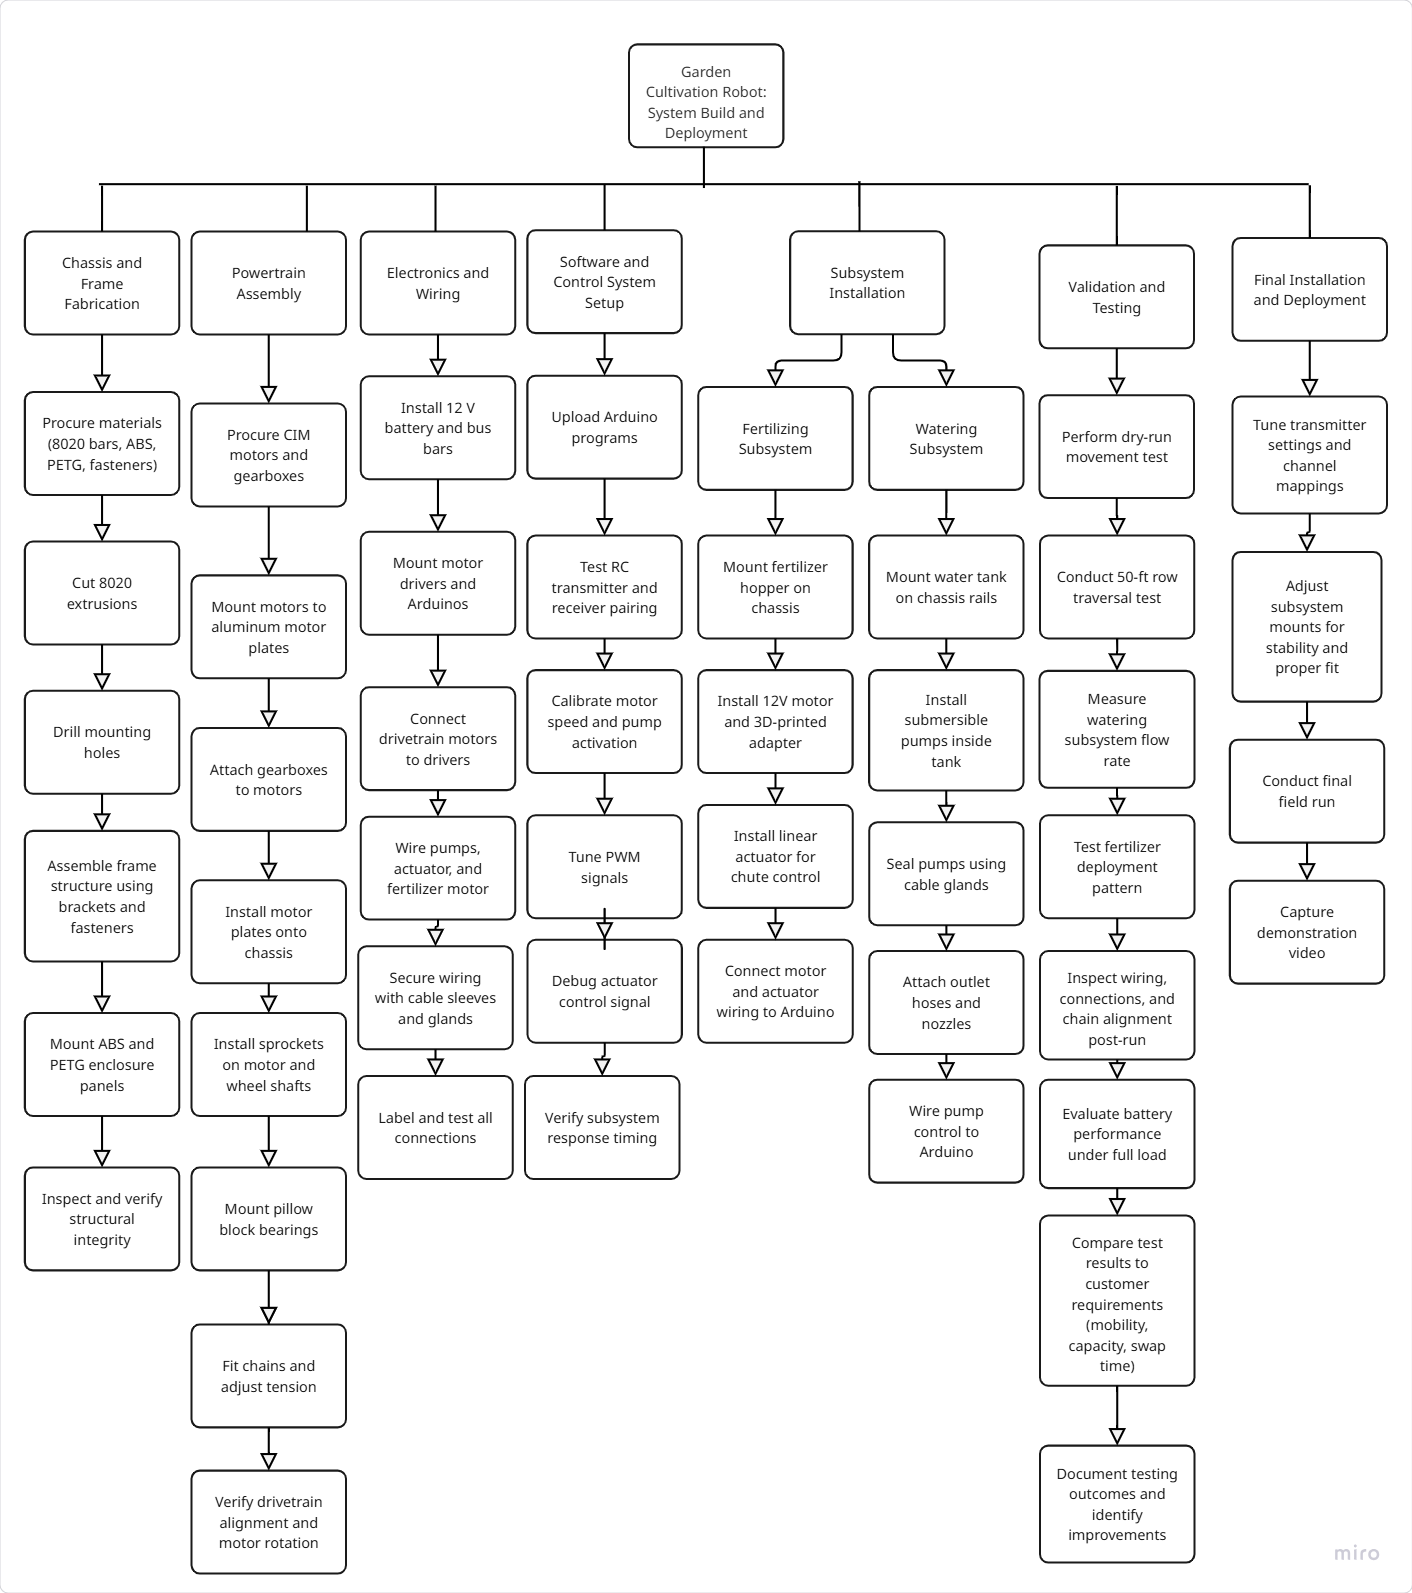 Garden
Cultivation Robot:
System Build and
Deployment
Chassis and
Frame
Fabrication
Procure materials
(8020 bars, ABS,
PETG, fasteners)
Cut 8020
extrusions
Drill mounting
holes
Assemble frame
structure using
brackets and
fasteners
Mount ABS and
PETG enclosure
panels
Inspect and verify
structural
integrity
Powertrain
Assembly
Procure CIM
motors and
gearboxes
Mount motors to
aluminum motor
plates
Attach gearboxes
to motors
Install motor
plates onto
chassis
Install sprockets
on motor and
wheel shafts
Mount pillow
block bearings
Fit chains and
adjust tension
Verify drivetrain
alignment and
motor rotation
Electronics and
Wiring
Install 12 V
battery and bus
bars
Mount motor
drivers and
Arduinos
Connect
drivetrain motors
to drivers
Wire pumps,
actuator, and
fertilizer motor
Secure wiring
with cable sleeves
and glands
Label and test all
connections
Software and
Control System
Setup
Upload Arduino
programs
Test RC
transmitter and
receiver pairing
Calibrate motor
speed and pump
activation
Tune PWM
signals
Debug actuator
control signal
Verify subsystem
response timing
Subsystem
Installation
Fertilizing
Subsystem
Mount fertilizer
hopper on
chassis
Install 12V motor
and 3D-printed
adapter
Install linear
actuator for
chute control
Connect motor
and actuator
wiring to Arduino
Watering
Subsystem
Mount water tank
on chassis rails
Install
submersible
pumps inside
tank
Seal pumps using
cable glands
Attach outlet
hoses and
nozzles
Wire pump
control to
Arduino
Validation and
Testing
Perform dry-run
movement test
Conduct 50-ft row
traversal test
Measure
watering
subsystem flow
rate
Test fertilizer
deployment
pattern
Inspect wiring,
connections, and
chain alignment
post-run
Evaluate battery
performance
under full load
Compare test
results to
customer
requirements
(mobility,
capacity, swap
time)
Document testing
outcomes and
identify
improvements
Final Installation
and Deployment
Tune transmitter
settings and
channel
mappings
Adjust
subsystem
mounts for
stability and
proper fit
Conduct final
field run
Capture
demonstration
video
miro